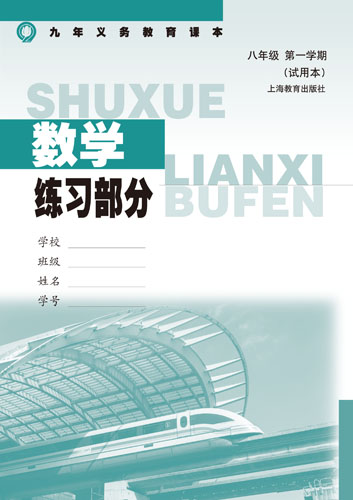 九年义务教育课本
八年级 第一学期
(试用本)
上海教育出版社
SHUXUE
数学
LIANXI
练习部分
BUFEN
学校
班级
姓名
学号